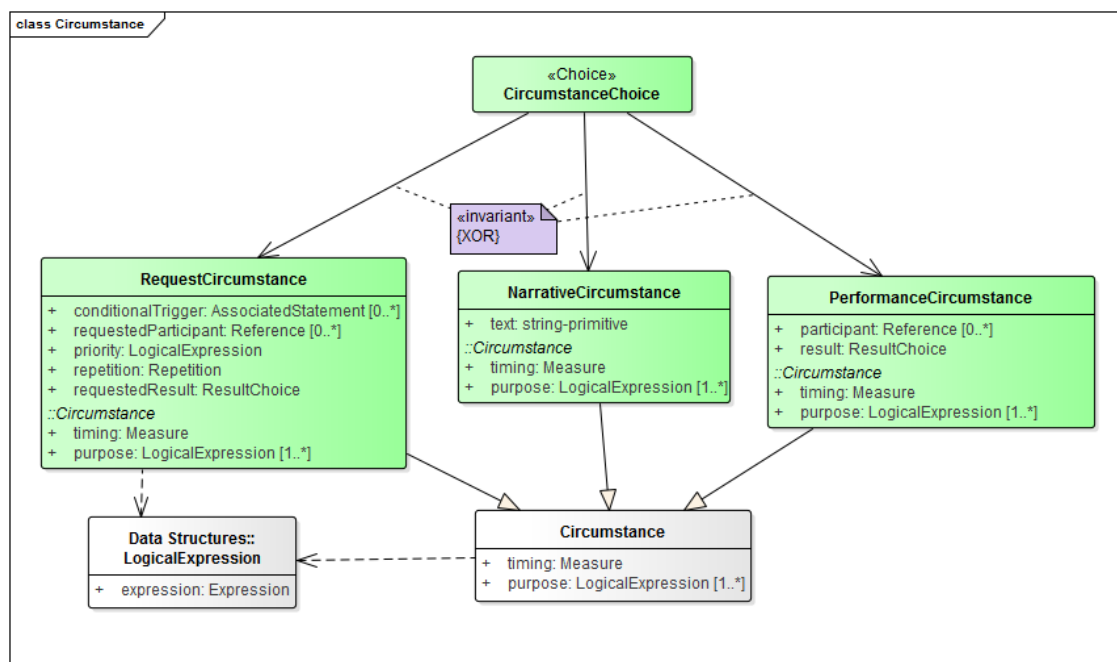 class Circumstance
«Choice»
CircumstanceChoice
«invariant»
{XOR}
RequestCircumstance
+ conditionalTrigger: AssociatedStatement [0..*]
+ requestedParticipant: Reference [0..*]
+ priority: LogicalExpression
+ repetition: Repetition
+ requestedResult: ResultChoice
::Circumstance
+ timing: Measure
+ purpose: LogicalExpression [1..*]
NarrativeCircumstance
+ text: string-primitive
::Circumstance
+ timing: Measure
+ purpose: LogicalExpression [1..*]
PerformanceCircumstance
+ participant: Reference [0..*]
+ result: ResultChoice
::Circumstance
+ timing: Measure
+ purpose: LogicalExpression [1..*]
Data Structures::
LogicalExpression
+ expression: Expression
Circumstance
+ timing: Measure
+ purpose: LogicalExpression [1..*]